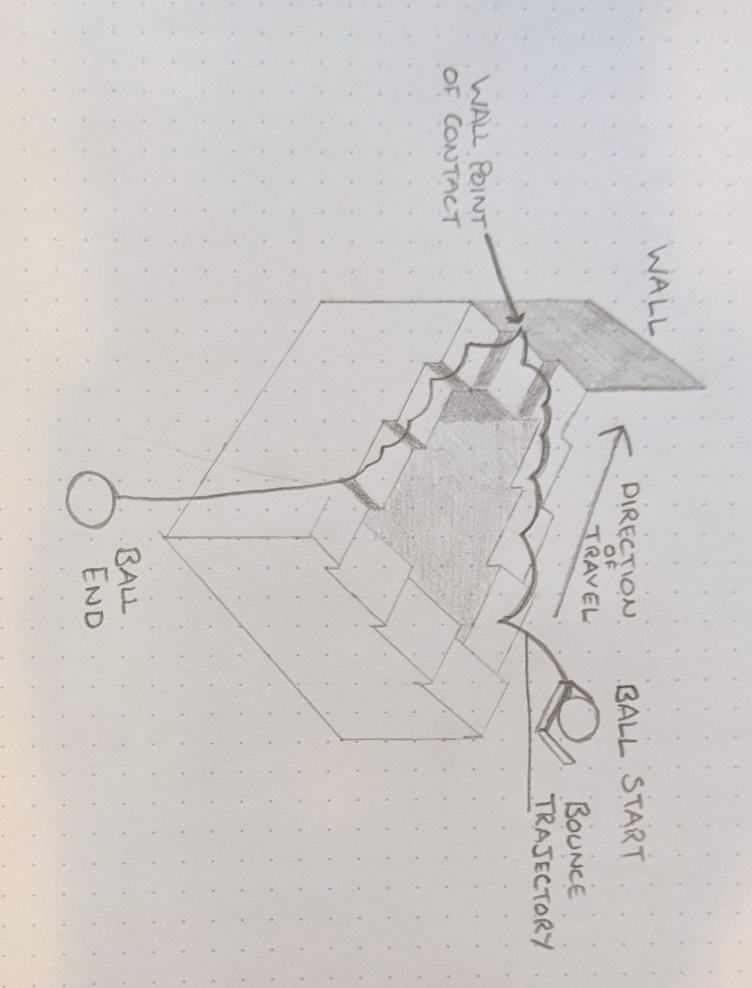 WALL
WALL POINT
OF CONTACT
DIRECTION
OF
TRAVEL
BALL START
BOUNCE
TRAJECTORY
BALL
END